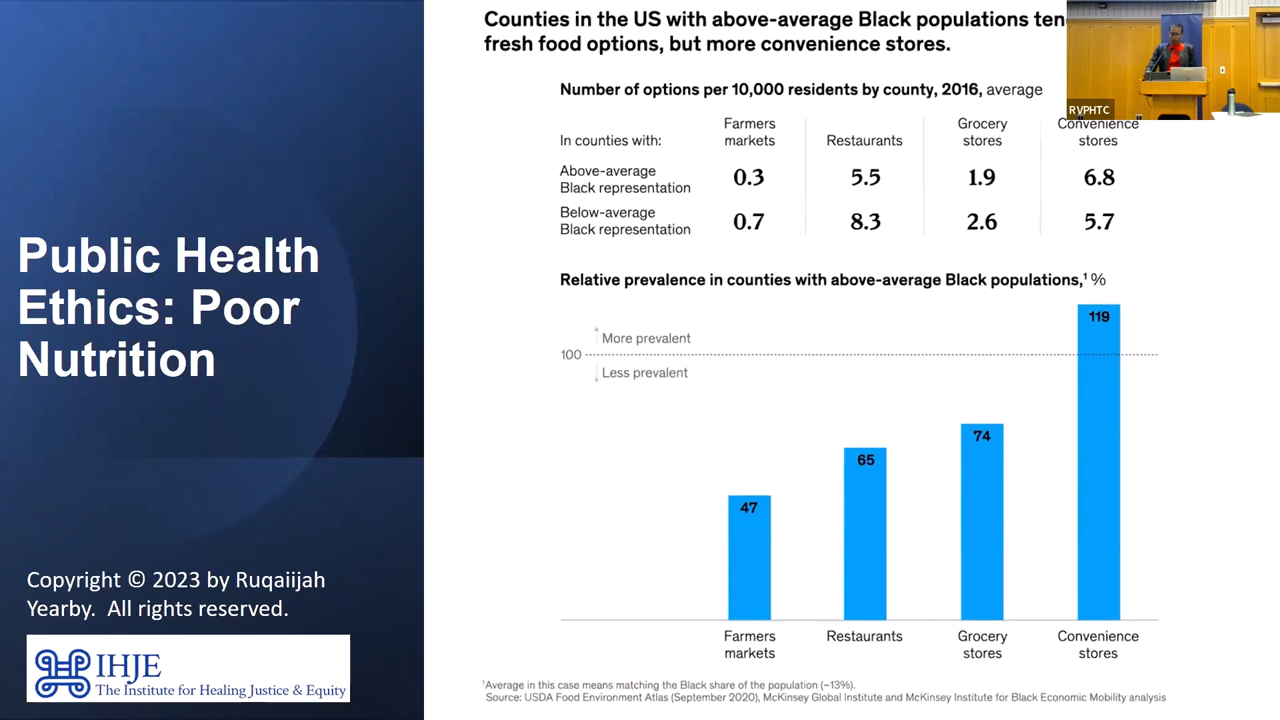 Counties in the US with above-average Black populations ten
fresh food options, but more convenience stores.
RVPHTC
Number of options per 10,000 residents by county, 2016, average
In counties with:
Farmers
markets
Restaurants
Grocery
stores
Convenience
stores
Above-average
Black representation
0.3
5.5
1.9
6.8
Below-average
Black representation
0.7
8.3
2.6
5.7
Public Health
Ethics: Poor
Nutrition
Relative prevalence in counties with above-average Black populations,¹ %
119
More prevalent
100
Less prevalent
74
65
47
Farmers
markets
Restaurants
Grocery
stores
Convenience
stores
Copyright © 2023 by Ruqaiijah
Yearby. All rights reserved.
IHJE
The Institute for Healing Justice & Equity
¹Average in this case means matching the Black share of the population (~13%).
Source: USDA Food Environment Atlas (September 2020), McKinsey Global Institute and McKinsey Institute for Black Economic Mobility analysis